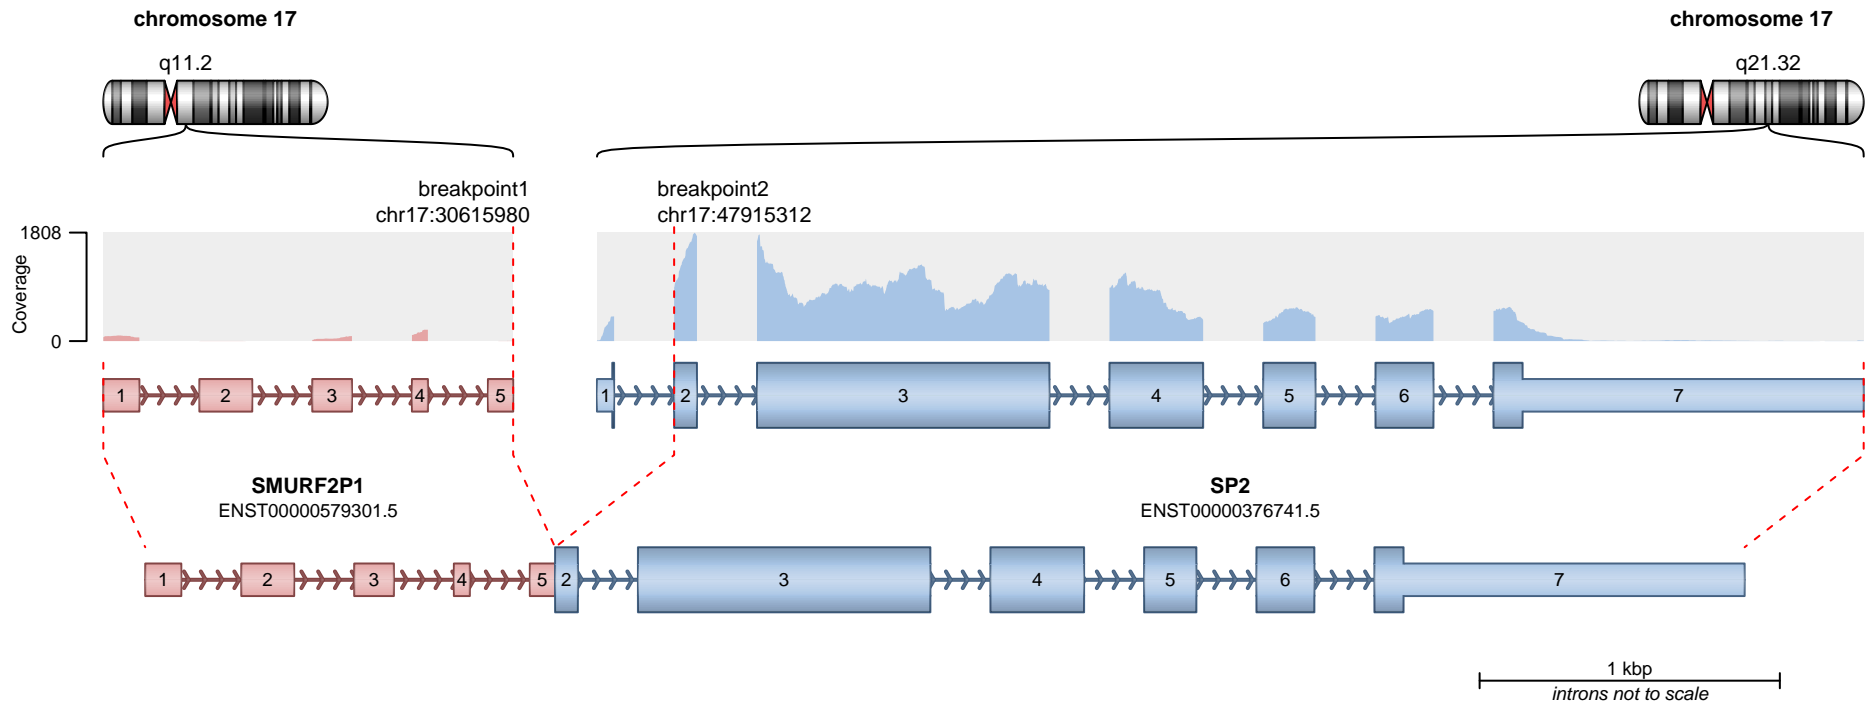 chromosome 17
chromosome 17
q11.2
q21.32
breakpoint1
chr17:30615980
breakpoint2
chr17:47915312
1808
Coverage
0
1 2 3 4 5
1 2 3 4 5 6 7
SMURF2P1
ENST00000579301.5
SP2
ENST00000376741.5
1 2 3 4 5 2 3 4 5 6 7
1 kbp
introns not to scale